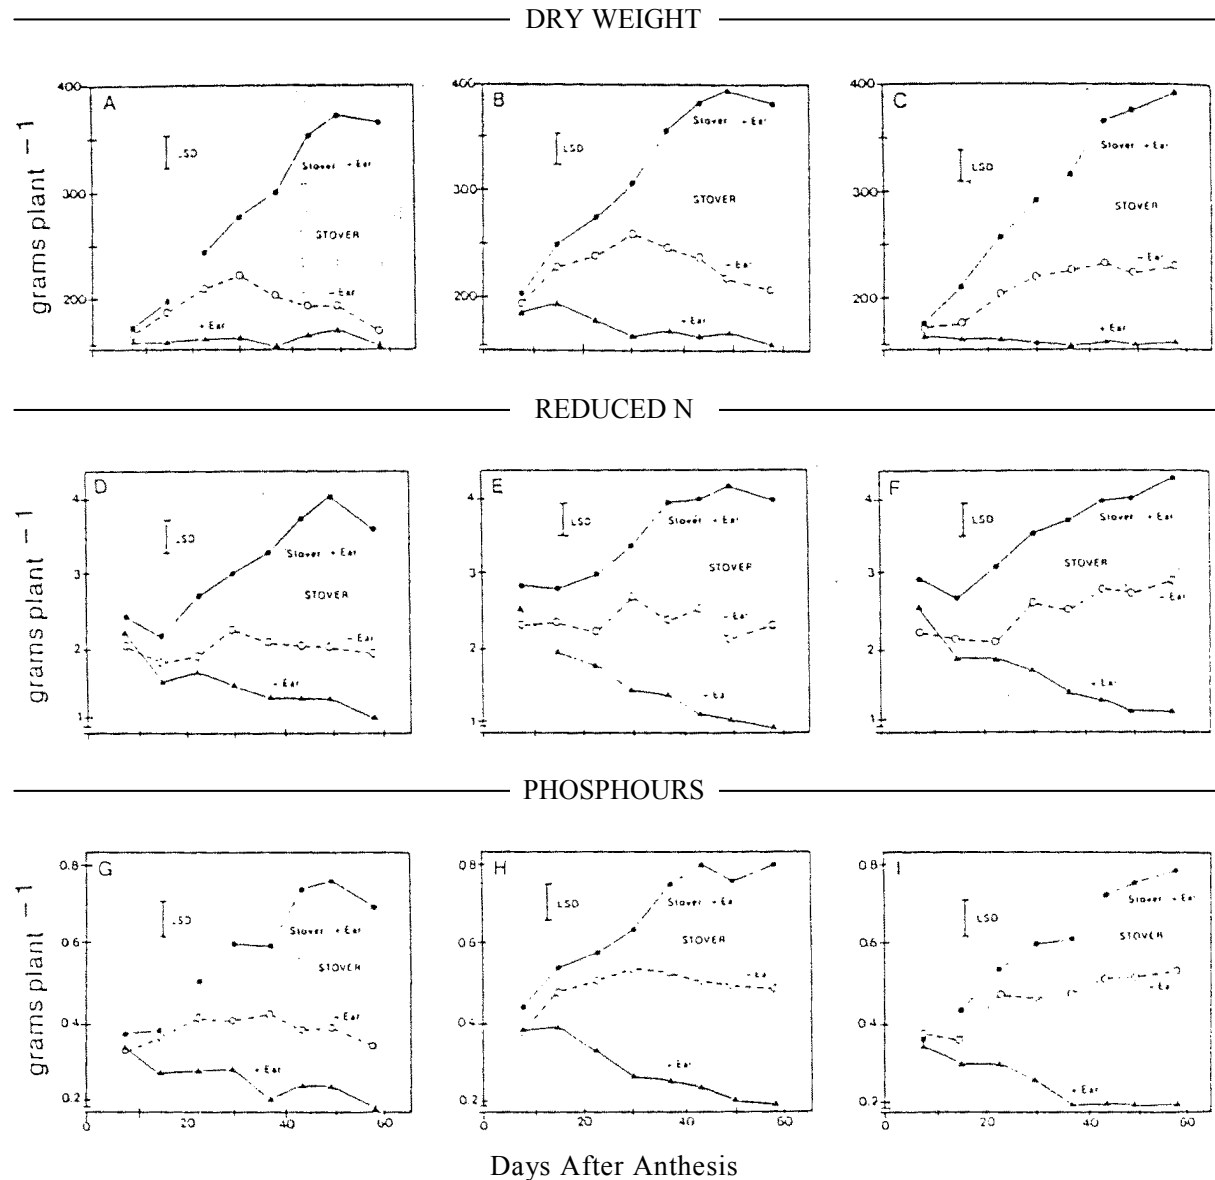 DRY WEIGHT
grams plant – 1
400
300
200
A
LSD
Stover + Ear
STOVER
- Ear
+ Ear
400
300
200
B
LSD
Stover + Ear
STOVER
- Ear
+ Ear
400
300
200
C
LSD
Stover + Ear
STOVER
- Ear
+ Ear
REDUCED N
grams plant – 1
4
3
2
1
D
LSD
Stover + Ear
STOVER
- Ear
+ Ear
4
3
2
1
E
LSD
Stover + Ear
STOVER
- Ear
+ Ea
4
3
2
1
F
LSD
Stover + Ear
STOVER
- Ear
+ Ear
PHOSPHOURS
grams plant – 1
0.8
0.6
0.4
0.2
G
LSD
Stover + Ear
STOVER
- Ear
+ Ear
0 20 40 60
0.8
0.6
0.4
0.2
H
LSD
Stover + Ea
STOVER
- Ea
+ Ear
0 20 40 60
0.8
0.6
0.4
0.2
I
LSD
Stover + Ear
STOVER
- Ea
+ Ear
0 20 40 60
Days After Anthesis